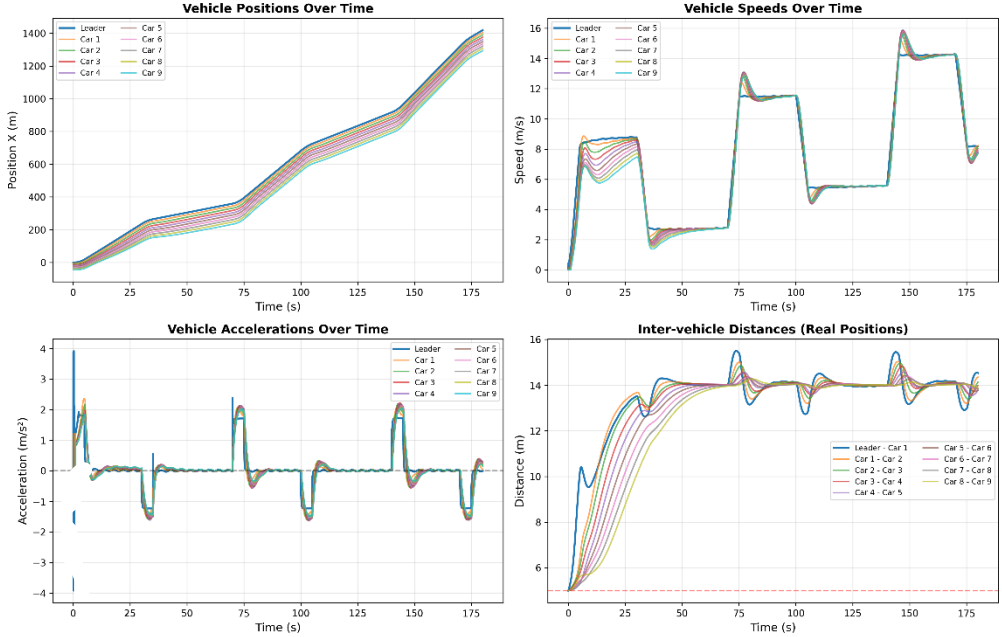 Vehicle Positions Over Time
Position X (m)
1400
1200
1000
800
600
400
200
0
Leader
Car 1
Car 2
Car 3
Car 4
Car 5
Car 6
Car 7
Car 8
Car 9
0 25 50 75 100 125 150 175
Time (s)
Vehicle Speeds Over Time
Speed (m/s)
16
14
12
10
8
6
4
2
0
Leader
Car 1
Car 2
Car 3
Car 4
Car 5
Car 6
Car 7
Car 8
Car 9
0 25 50 75 100 125 150 175
Time (s)
Vehicle Accelerations Over Time
Acceleration (m/s²)
4
3
2
1
0
−1
−2
−3
−4
Leader
Car 1
Car 2
Car 3
Car 4
Car 5
Car 6
Car 7
Car 8
Car 9
0 25 50 75 100 125 150 175
Time (s)
Inter-vehicle Distances (Real Positions)
Distance (m)
16
14
12
10
8
6
Leader - Car 1
Car 1 - Car 2
Car 2 - Car 3
Car 3 - Car 4
Car 4 - Car 5
Car 5 - Car 6
Car 6 - Car 7
Car 7 - Car 8
Car 8 - Car 9
0 25 50 75 100 125 150 175
Time (s)